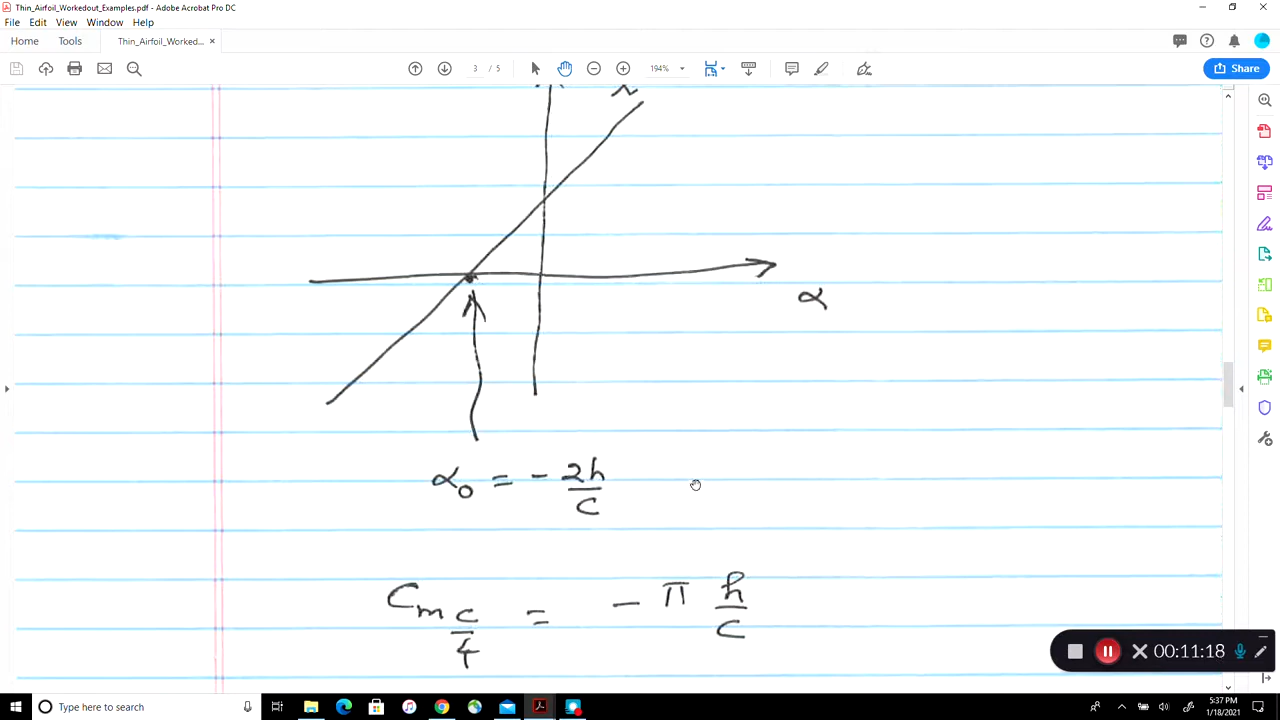 Thin_Airfoil_Workedout_Examples.pdf - Adobe Acrobat Pro DC
File Edit View Window Help
Home Tools Thin_Airfoil_Worked... ×
3 / 5 194% Share
α
α₀ = - 2h/c
C_m c/4 = - π h/c
00:11:18
Type here to search
5:37 PM
1/18/2021